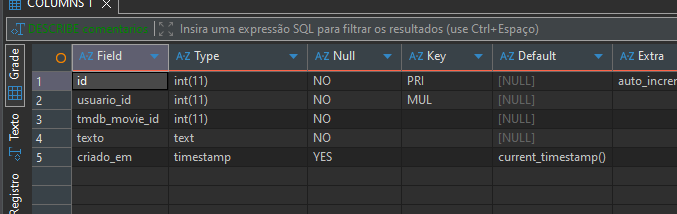 COLUMNS 1
DESCRIBE comentarios Insira uma expressão SQL para filtrar os resultados (use Ctrl+Espaço)
Grade
Texto
Registro
A-Z Field A-Z Type A-Z Null A-Z Key A-Z Default A-Z Extra
1 id int(11) NO PRI [NULL] auto_increr
2 usuario_id int(11) NO MUL [NULL]
3 tmdb_movie_id int(11) NO [NULL]
4 texto text NO [NULL]
5 criado_em timestamp YES current_timestamp()